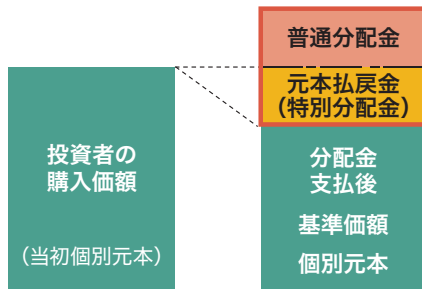 普通分配金
元本払戻金
（特別分配金）
投資者の
購入価額
（当初個別元本）
分配金
支払後
基準価額
個別元本